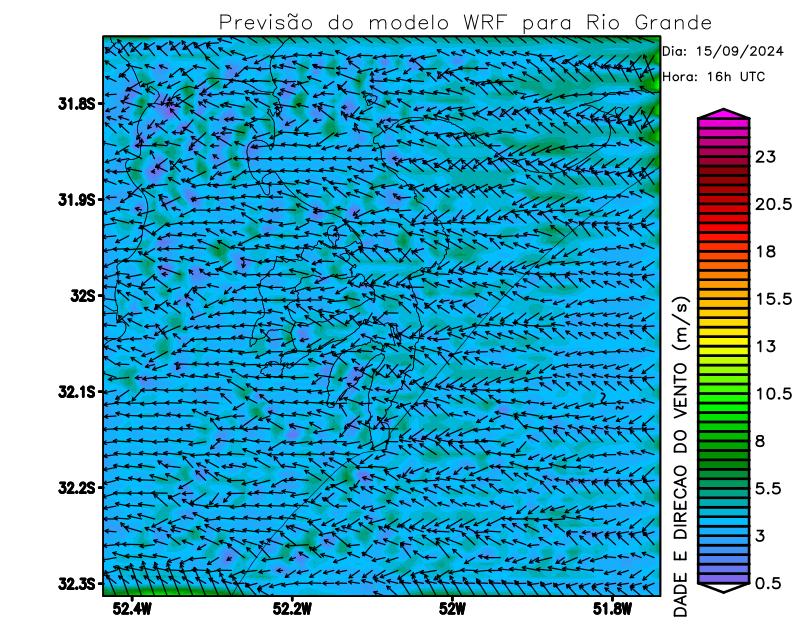 Previsão do modelo WRF para Rio Grande
Dia: 15/09/2024
Hora: 16h UTC
31.8S
31.9S
32S
32.1S
32.2S
32.3S
52.4W
52.2W
52W
51.8W
23
20.5
18
15.5
13
10.5
8
5.5
3
0.5
DADE E DIRECAO DO VENTO (m/s)